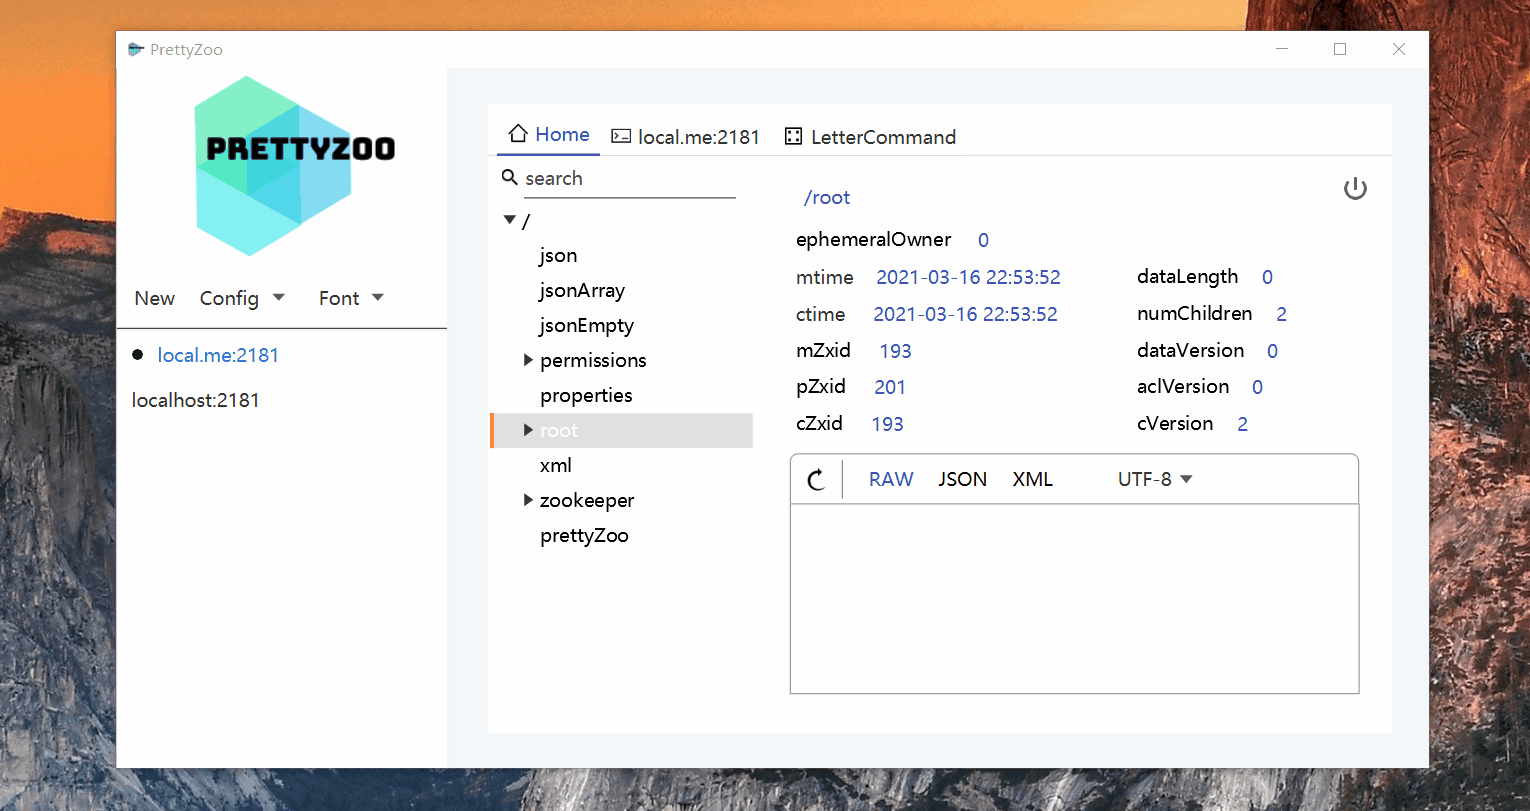 PrettyZoo
PRETTYZOO
New Config Font
local.me:2181
localhost:2181
Home local.me:2181 LetterCommand
search
/
json
jsonArray
jsonEmpty
permissions
properties
root
xml
zookeeper
prettyZoo
/root
ephemeralOwner 0
mtime 2021-03-16 22:53:52 dataLength 0
ctime 2021-03-16 22:53:52 numChildren 2
mZxid 193 dataVersion 0
pZxid 201 aclVersion 0
cZxid 193 cVersion 2
RAW JSON XML UTF-8